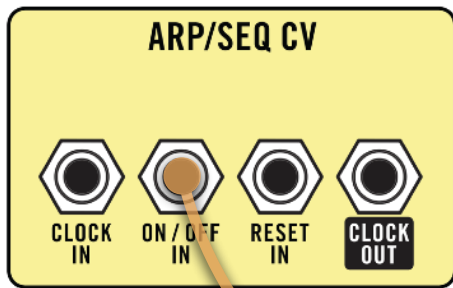 ARP/SEQ CV
CLOCK IN
ON / OFF IN
RESET IN
CLOCK OUT